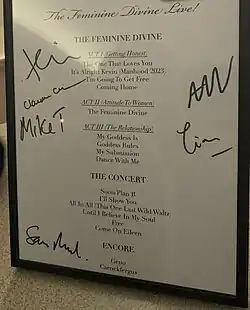 The Feminine Divine Live!
THE FEMININE DIVINE
ACT I (Getting Honest)
The One That Loves You
It's Alright Kevin (Manhood 2023)
I'm Going To Get Free
Coming Home
ACT II (Attitude To Women)
The Feminine Divine
MIKE T
ACT III (The Relationship)
My Goddess Is
Goddess Rules
My Submission
Dance With Me
THE CONCERT
Soon Plan B
I'll Show You
All In All (This One Last Wild Waltz)
Until I Believe In My Soul
Free
Come On Eileen
ENCORE
Geno
Carrickfergus